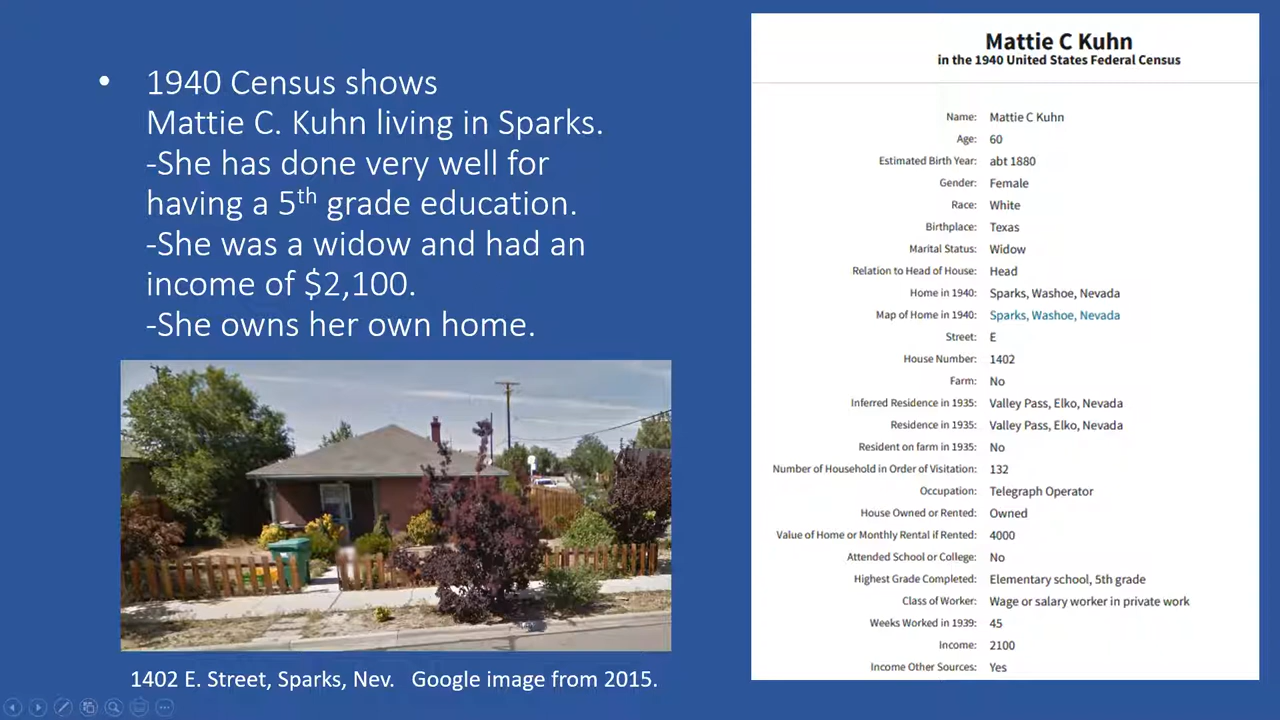 • 1940 Census shows
Mattie C. Kuhn living in Sparks.
-She has done very well for
having a 5th grade education.
-She was a widow and had an
income of $2,100.
-She owns her own home.
1402 E. Street, Sparks, Nev. Google image from 2015.
Mattie C Kuhn
in the 1940 United States Federal Census
Name: Mattie C Kuhn
Age: 60
Estimated Birth Year: abt 1880
Gender: Female
Race: White
Birthplace: Texas
Marital Status: Widow
Relation to Head of House: Head
Home in 1940: Sparks, Washoe, Nevada
Map of Home in 1940: Sparks, Washoe, Nevada
Street: E
House Number: 1402
Farm: No
Inferred Residence in 1935: Valley Pass, Elko, Nevada
Residence in 1935: Valley Pass, Elko, Nevada
Resident on farm in 1935: No
Number of Household in Order of Visitation: 132
Occupation: Telegraph Operator
House Owned or Rented: Owned
Value of Home or Monthly Rental if Rented: 4000
Attended School or College: No
Highest Grade Completed: Elementary school, 5th grade
Class of Worker: Wage or salary worker in private work
Weeks Worked in 1939: 45
Income: 2100
Income Other Sources: Yes